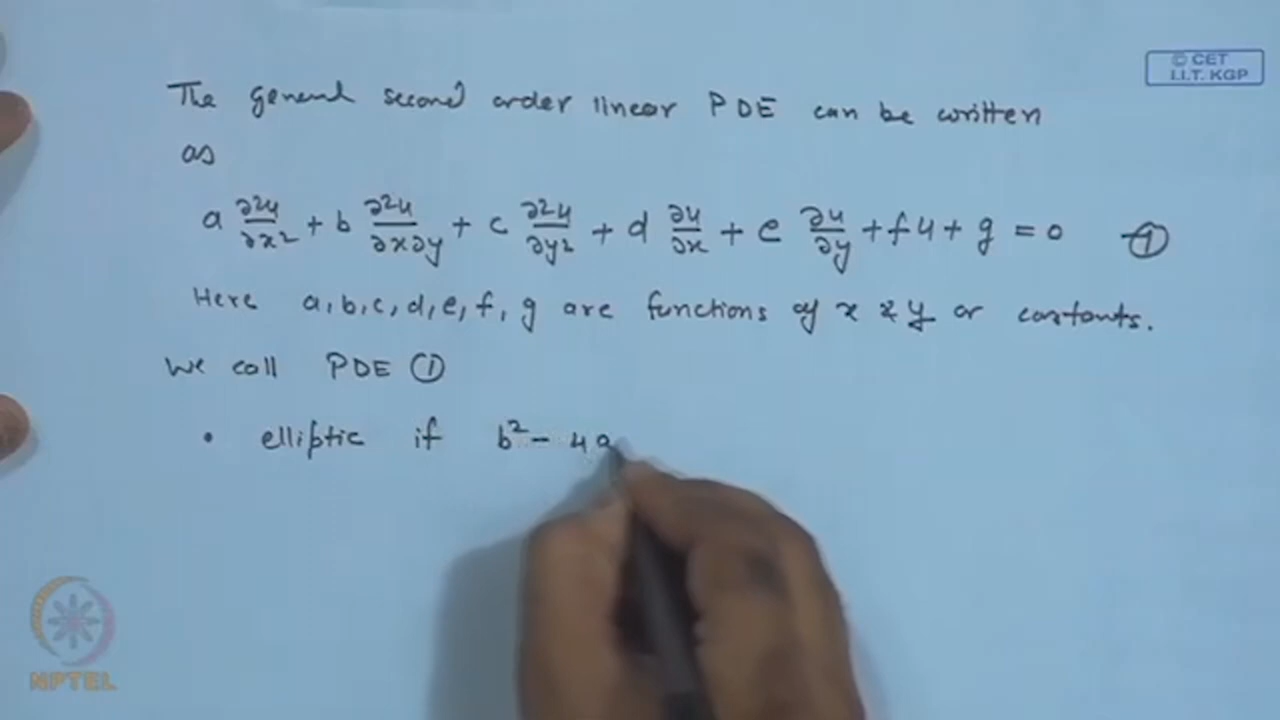 © CET
I.I.T. KGP
The general second order linear PDE can be written
as
a ∂²u/∂x² + b ∂²u/∂x∂y + c ∂²u/∂y² + d ∂u/∂x + e ∂u/∂y + fu + g = 0 — ①
Here a, b, c, d, e, f, g are functions of x & y or constants.
We call PDE ①
• elliptic if b² - 4a
NPTEL